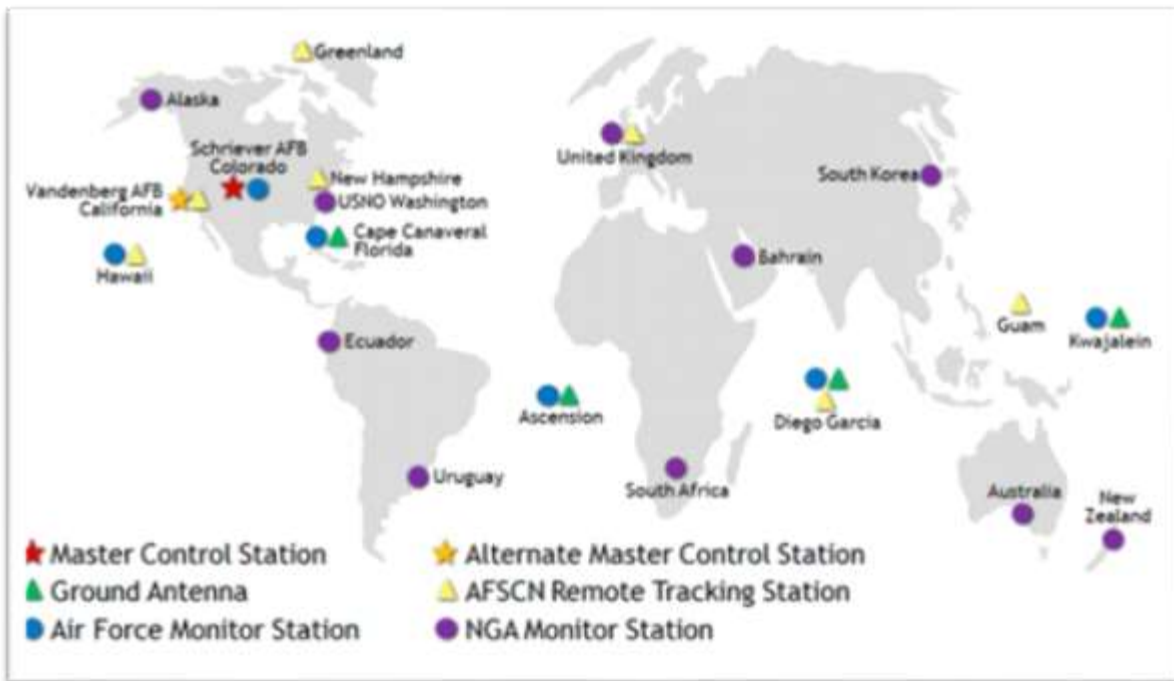 Greenland
Alaska
Schriever AFB
Colorado
New Hampshire
Vandenberg AFB
California
USNO Washington
Cape Canaveral
Florida
Hawaii
United Kingdom
South Korea
Bahrain
Guam
Kwajalein
Ecuador
Ascension
Diego Garcia
Uruguay
South Africa
Australia
New
Zealand
Master Control Station
Alternate Master Control Station
Ground Antenna
AFSCN Remote Tracking Station
Air Force Monitor Station
NGA Monitor Station